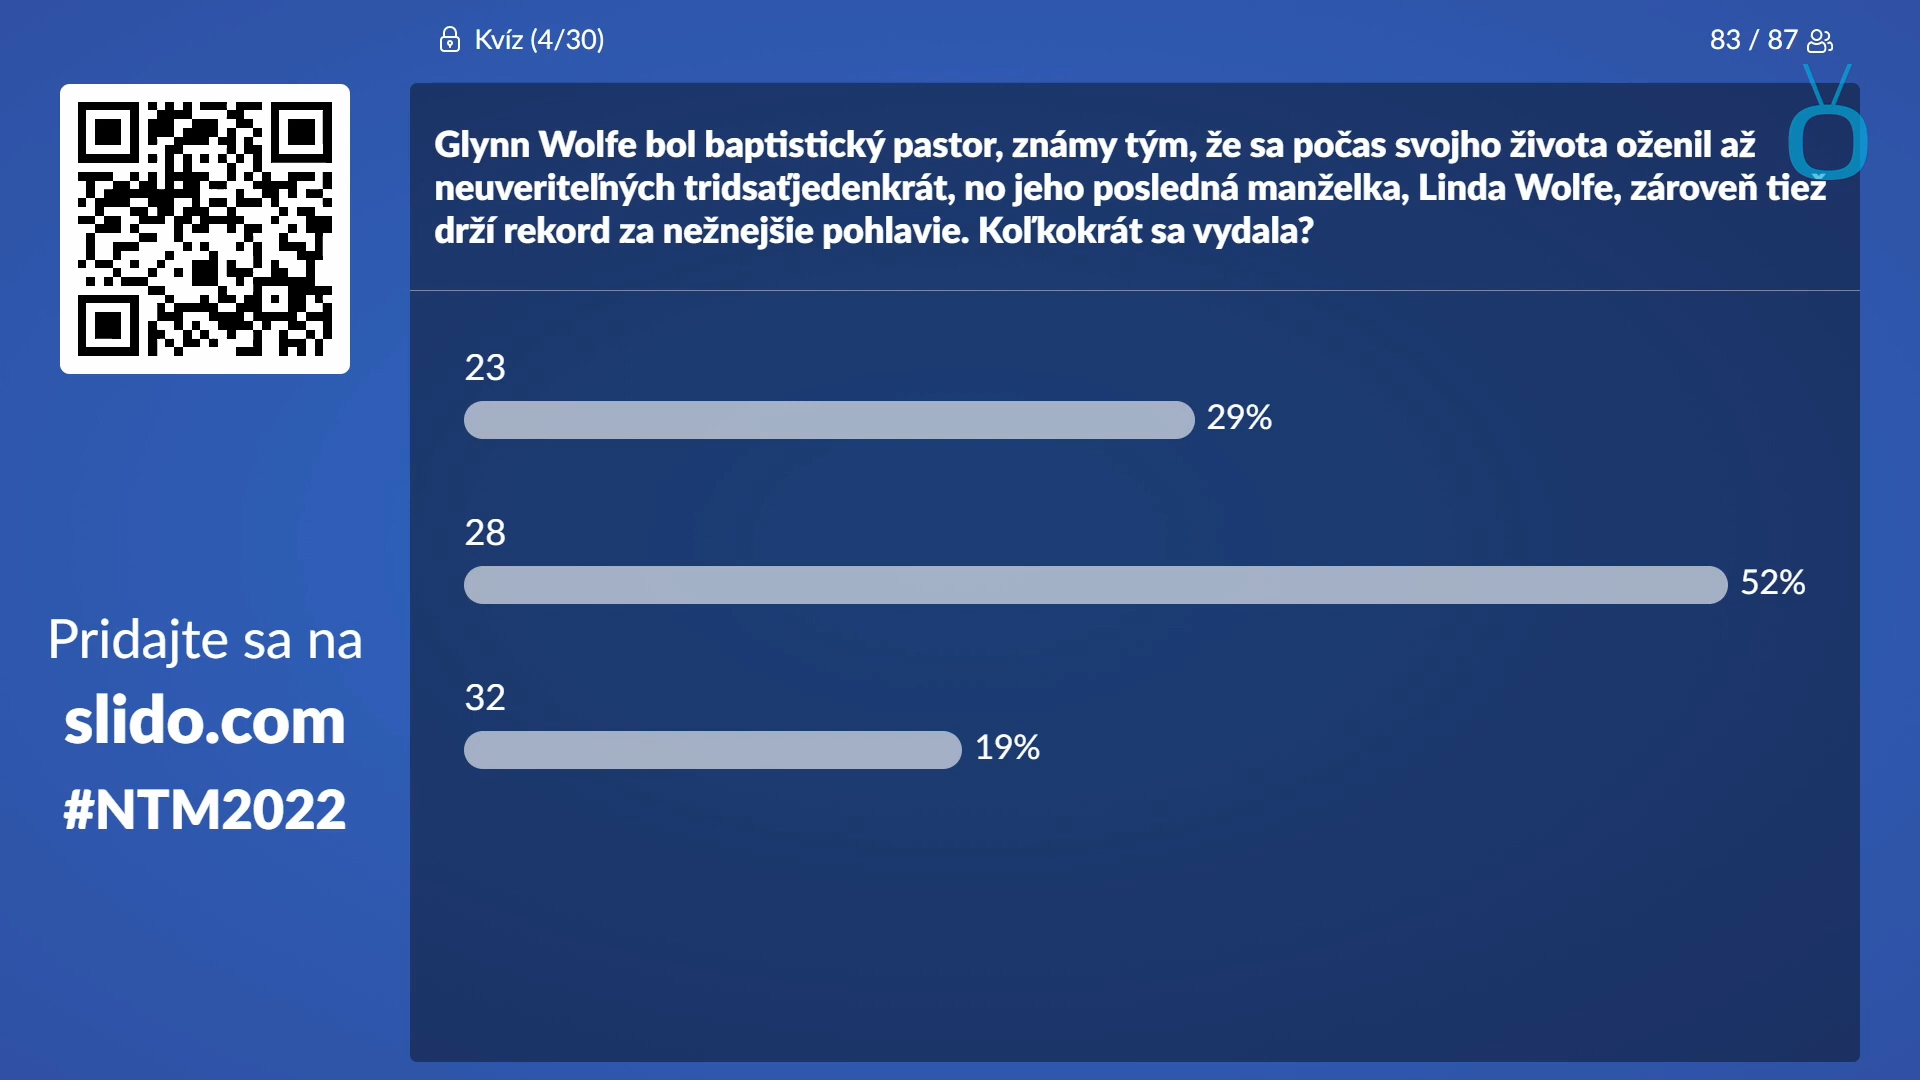 Kvíz (4/30)
83 / 87
Glynn Wolfe bol baptistický pastor, známy tým, že sa počas svojho života oženil až
neuveriteľných tridsaťjedenkrát, no jeho posledná manželka, Linda Wolfe, zároveň tiež
drží rekord za nežnejšie pohlavie. Koľkokrát sa vydala?
23
29%
28
52%
32
19%
Pridajte sa na
slido.com
#NTM2022